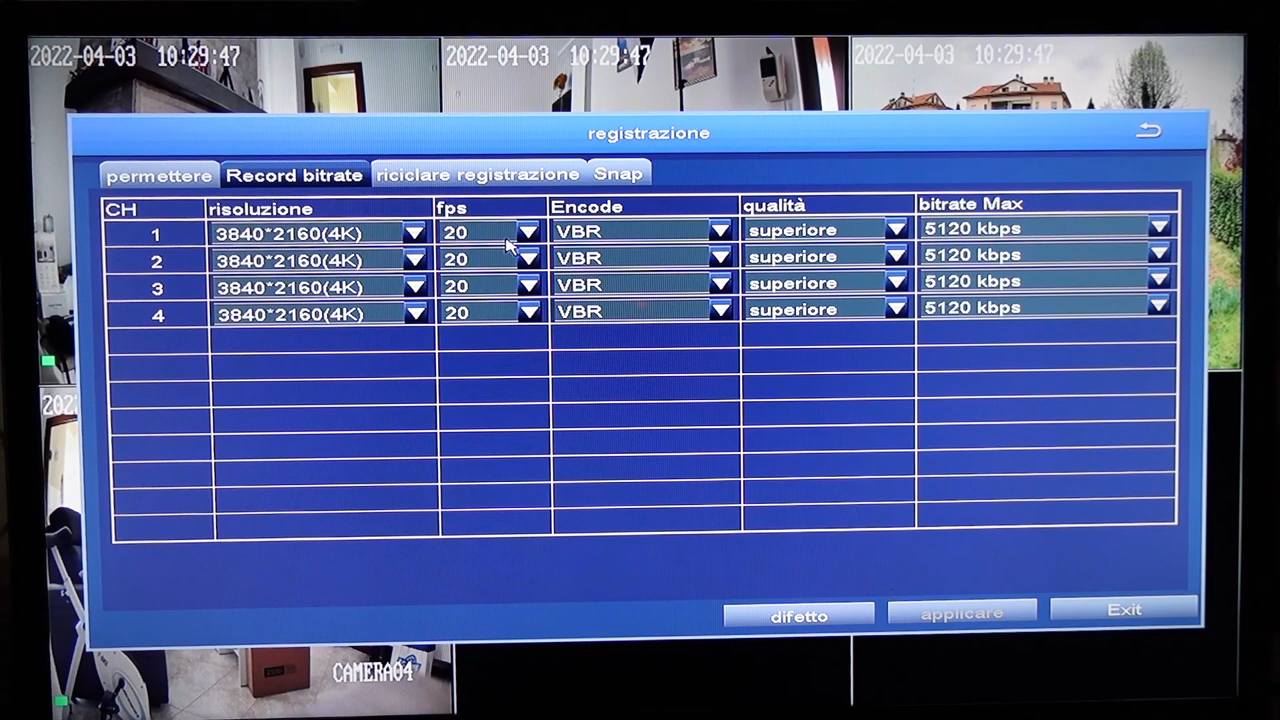 2022-04-03 10:29:47
2022-04-03 10:29:47
2022-04-03 10:29:47
registrazione
permettere Record bitrate riciclare registrazione Snap
CH risoluzione fps Encode qualità bitrate Max
1 3840*2160(4K) 20 VBR superiore 5120 kbps
2 3840*2160(4K) 20 VBR superiore 5120 kbps
3 3840*2160(4K) 20 VBR superiore 5120 kbps
4 3840*2160(4K) 20 VBR superiore 5120 kbps
202
difetto applicare Exit
CAMERA04